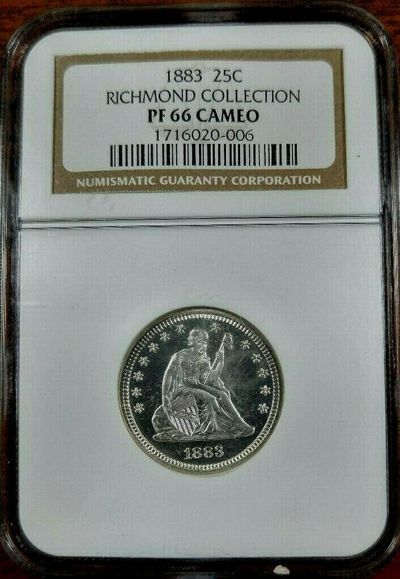 1883 25C
RICHMOND COLLECTION
PF 66 CAMEO
1716020-006
NUMISMATIC GUARANTY CORPORATION
1883